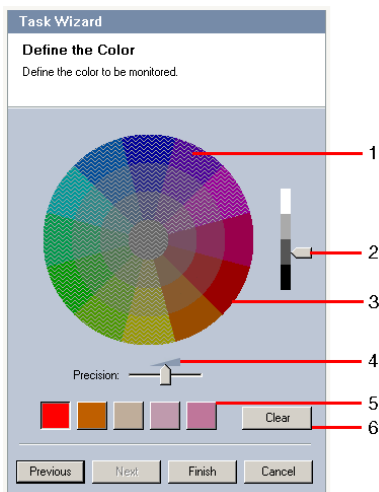 Task Wizard
Define the Color
Define the color to be monitored.
1
2
3
4
Precision:
5
Clear
6
Previous Next Finish Cancel